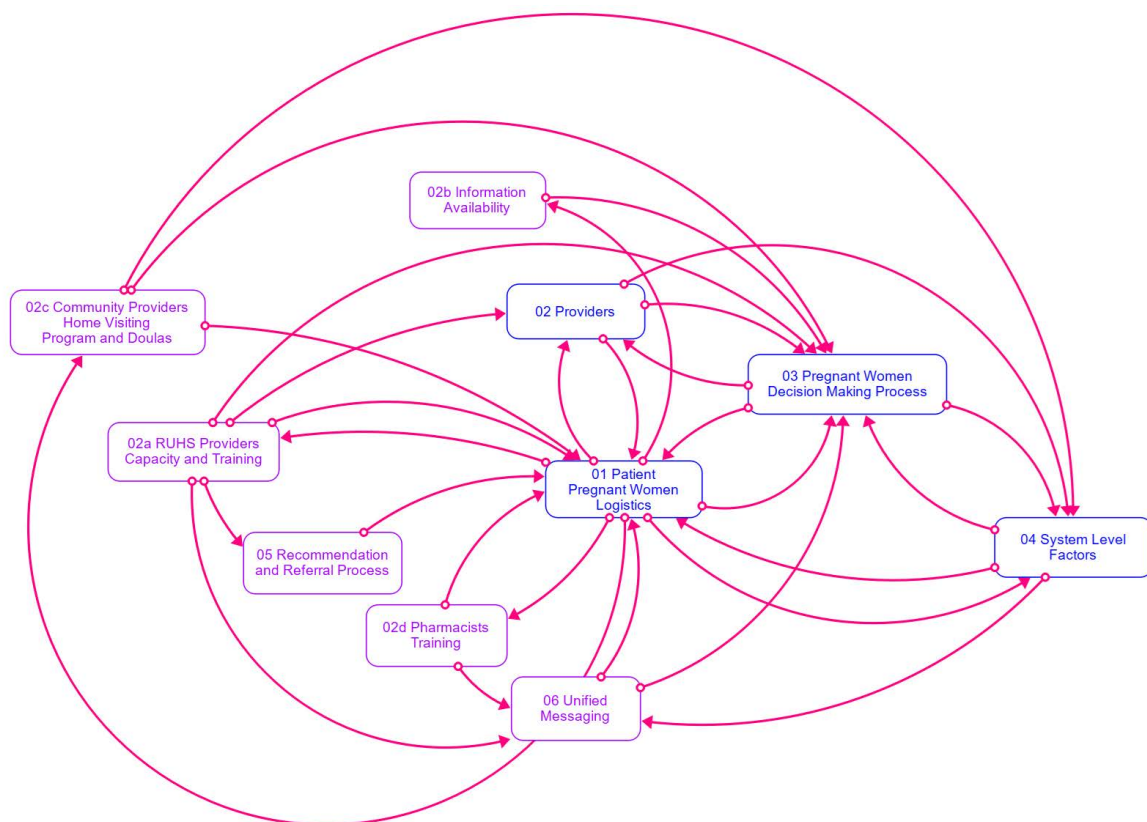 02b Information
Availability
02c Community Providers
Home Visiting
Program and Doulas
02 Providers
03 Pregnant Women
Decision Making Process
02a RUHS Providers
Capacity and Training
01 Patient
Pregnant Women
Logistics
04 System Level
Factors
05 Recommendation
and Referral Process
02d Pharmacists
Training
06 Unified
Messaging